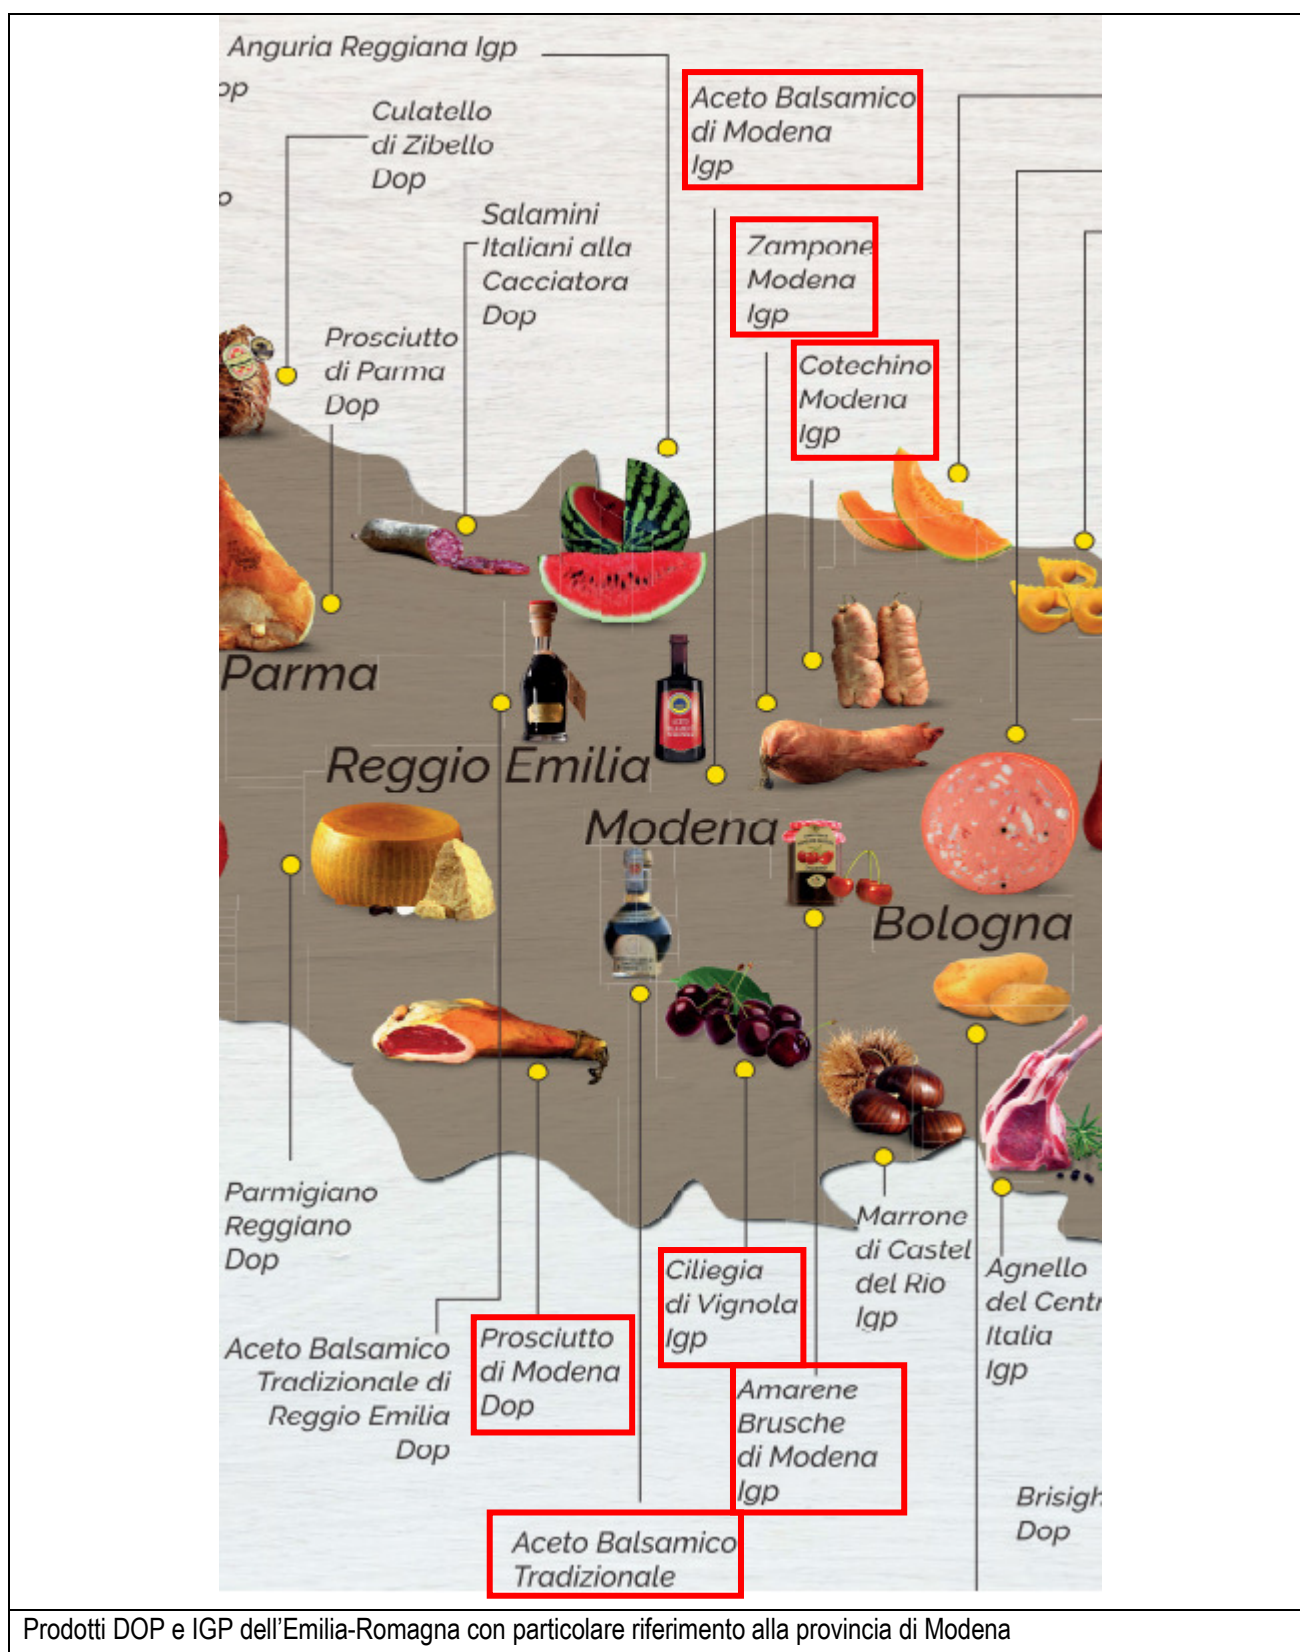 Anguria Reggiana Igp
op
Culatello
di Zibello
Dop
Aceto Balsamico
di Modena
Igp
o
Salamini
Italiani alla
Cacciatora
Dop
Zampone
Modena
Igp
Prosciutto
di Parma
Dop
Cotechino
Modena
Igp
Parma
Reggio Emilia
Modena
Bologna
Parmigiano
Reggiano
Dop
Marrone
di Castel
del Rio
Igp
Agnello
del Centr
Italia
Igp
Ciliegia
di Vignola
Igp
Aceto Balsamico
Tradizionale di
Reggio Emilia
Dop
Prosciutto
di Modena
Dop
Amarene
Brusche
di Modena
Igp
Brisigh
Dop
Aceto Balsamico
Tradizionale
Prodotti DOP e IGP dell'Emilia-Romagna con particolare riferimento alla provincia di Modena